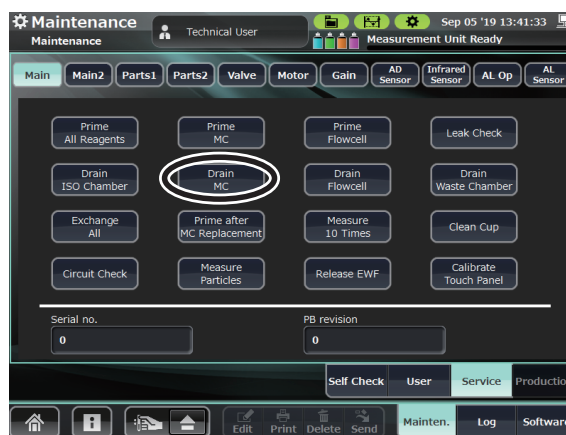 Maintenance
Maintenance
Technical User
Sep 05 '19 13:41:33
Measurement Unit Ready
Main
Main2
Parts1
Parts2
Valve
Motor
Gain
AD
Sensor
Infrared
Sensor
AL Op
AL
Sensor
Prime
All Reagents
Prime
MC
Prime
Flowcell
Leak Check
Drain
ISO Chamber
Drain
MC
Drain
Flowcell
Drain
Waste Chamber
Exchange
All
Prime after
MC Replacement
Measure
10 Times
Clean Cup
Circuit Check
Measure
Particles
Release EWF
Calibrate
Touch Panel
Serial no.
0
PB revision
0
Self Check
User
Service
Productio
Edit
Print
Delete
Send
Mainten.
Log
Softwar